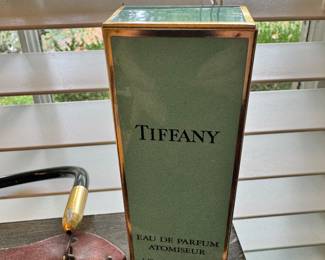 TIFFANY
EAU DE PARFUM
ATOMISEUR